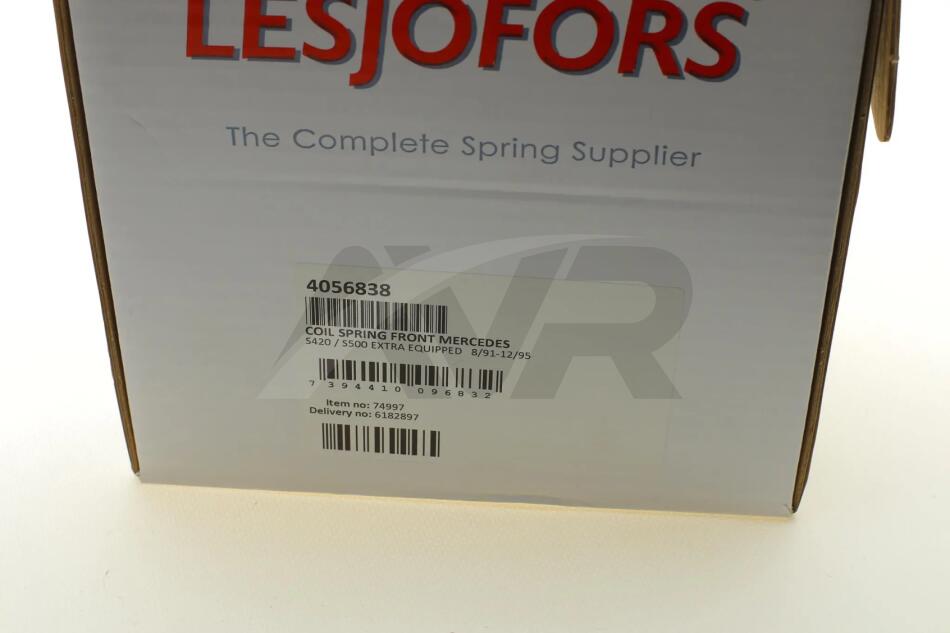 LESJOFORS
The Complete Spring Supplier
AVR
4056838
COIL SPRING FRONT MERCEDES
S420 / S500 EXTRA EQUIPPED 8/91-12/95
7 394410 096832
Item no: 74997
Delivery no: 6182897